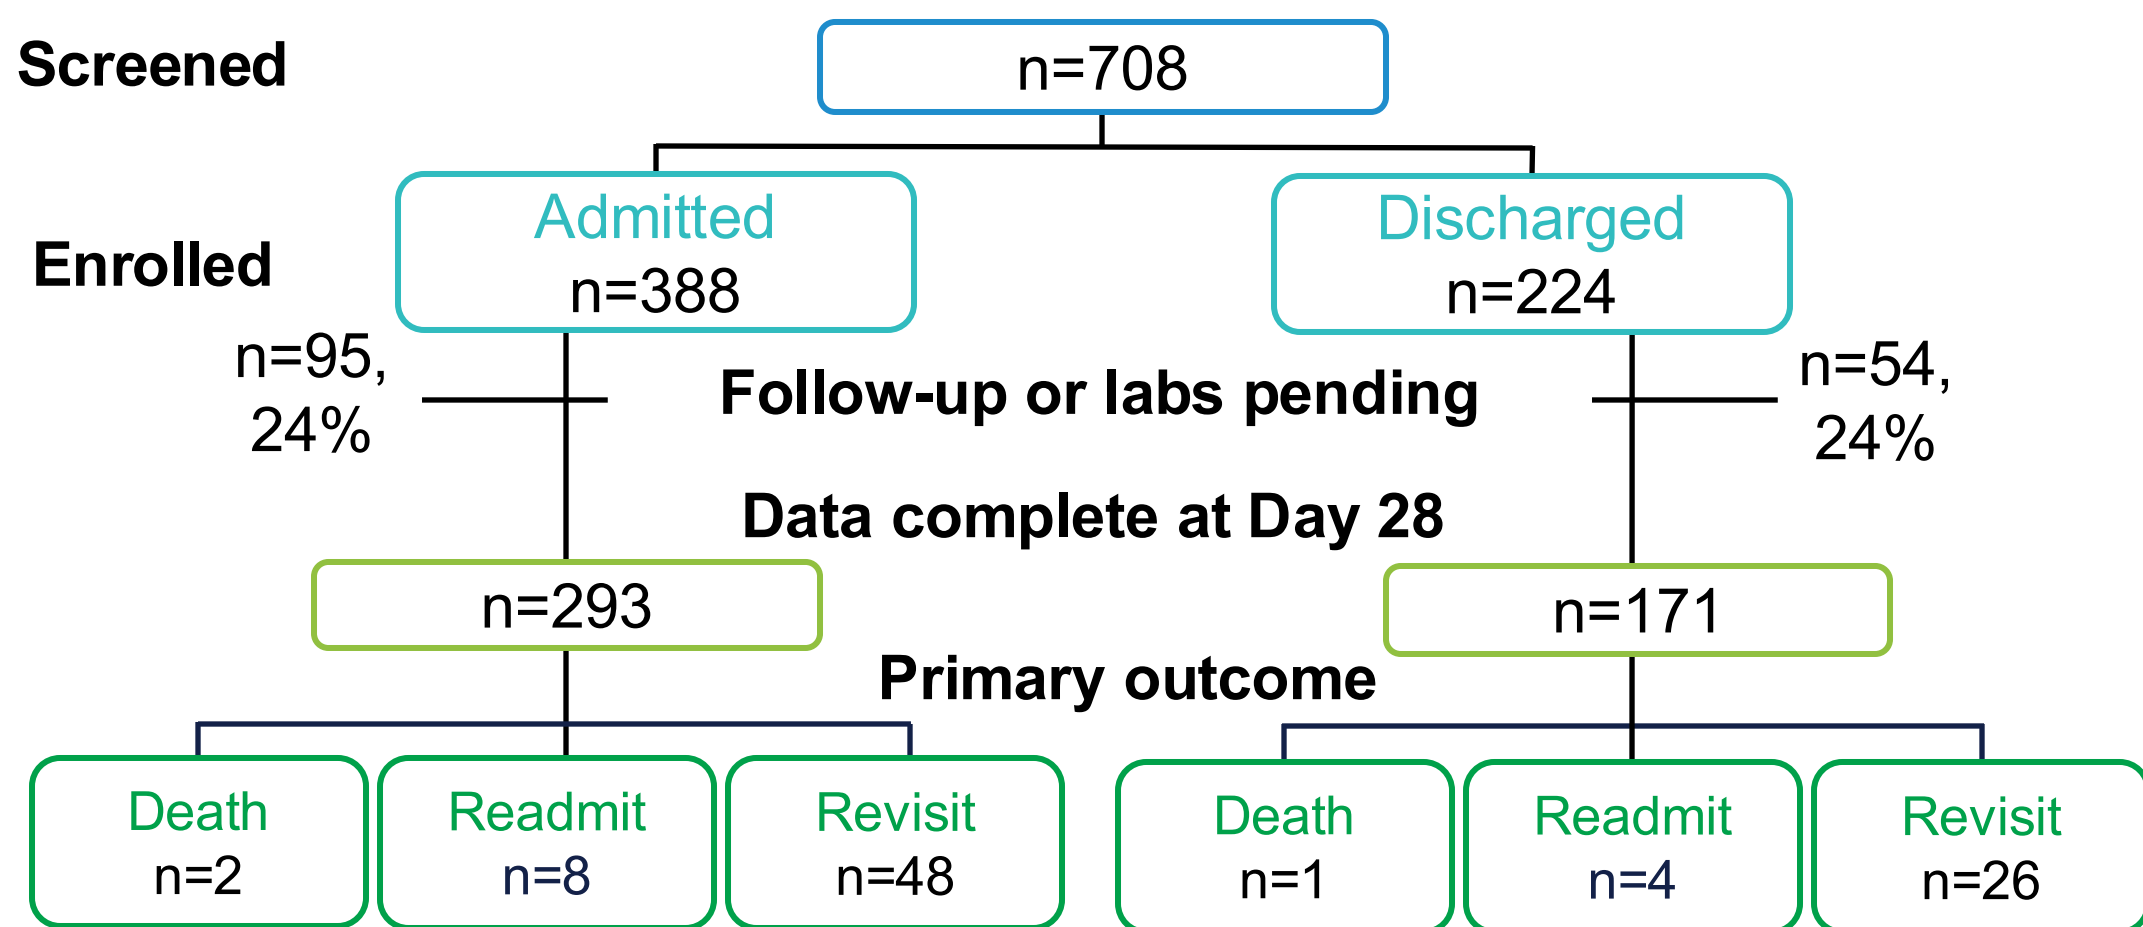 Screened
n=708
Admitted
n=388
Discharged
n=224
Enrolled
n=95,
24%
Follow-up or labs pending
n=54,
24%
Data complete at Day 28
n=293
n=171
Primary outcome
Death
n=2
Readmit
n=8
Revisit
n=48
Death
n=1
Readmit
n=4
Revisit
n=26